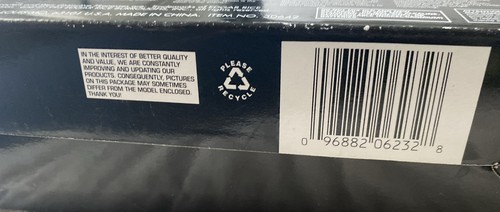 U.S.A. MADE IN CHINA. ITEM NO.
IN THE INTEREST OF BETTER QUALITY
AND VALUE, WE ARE CONSTANTLY
IMPROVING AND UPDATING OUR
PRODUCTS. CONSEQUENTLY, PICTURES
ON THIS PACKAGE MAY SOMETIMES
DIFFER FROM THE MODEL ENCLOSED.
THANK YOU!
PLEASE
RECYCLE
0 96882 06232 8